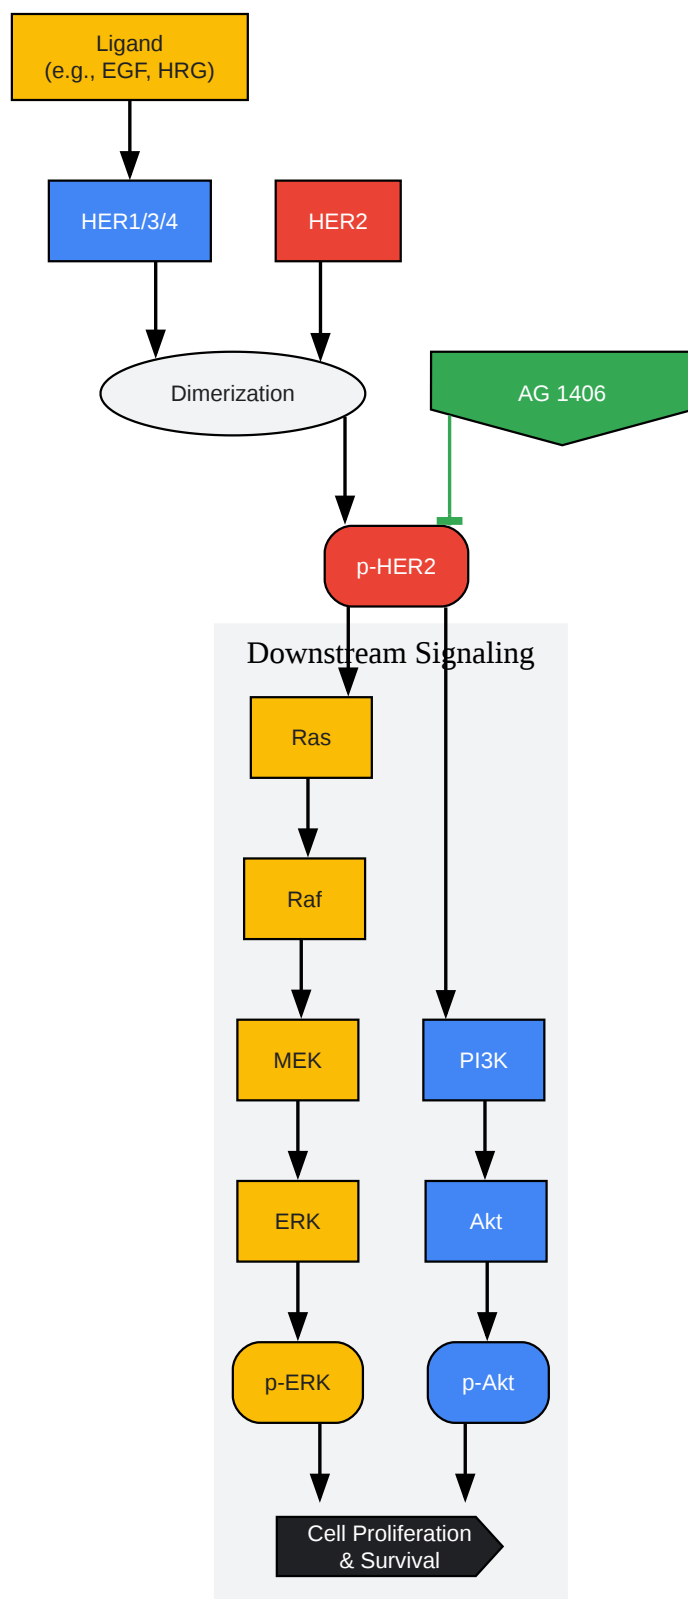 Ligand
(e.g., EGF, HRG)
HER1/3/4
HER2
Dimerization
AG 1406
p-HER2
Downstream Signaling
Ras
Raf
MEK
PI3K
ERK
Akt
p-ERK
p-Akt
Cell Proliferation
& Survival